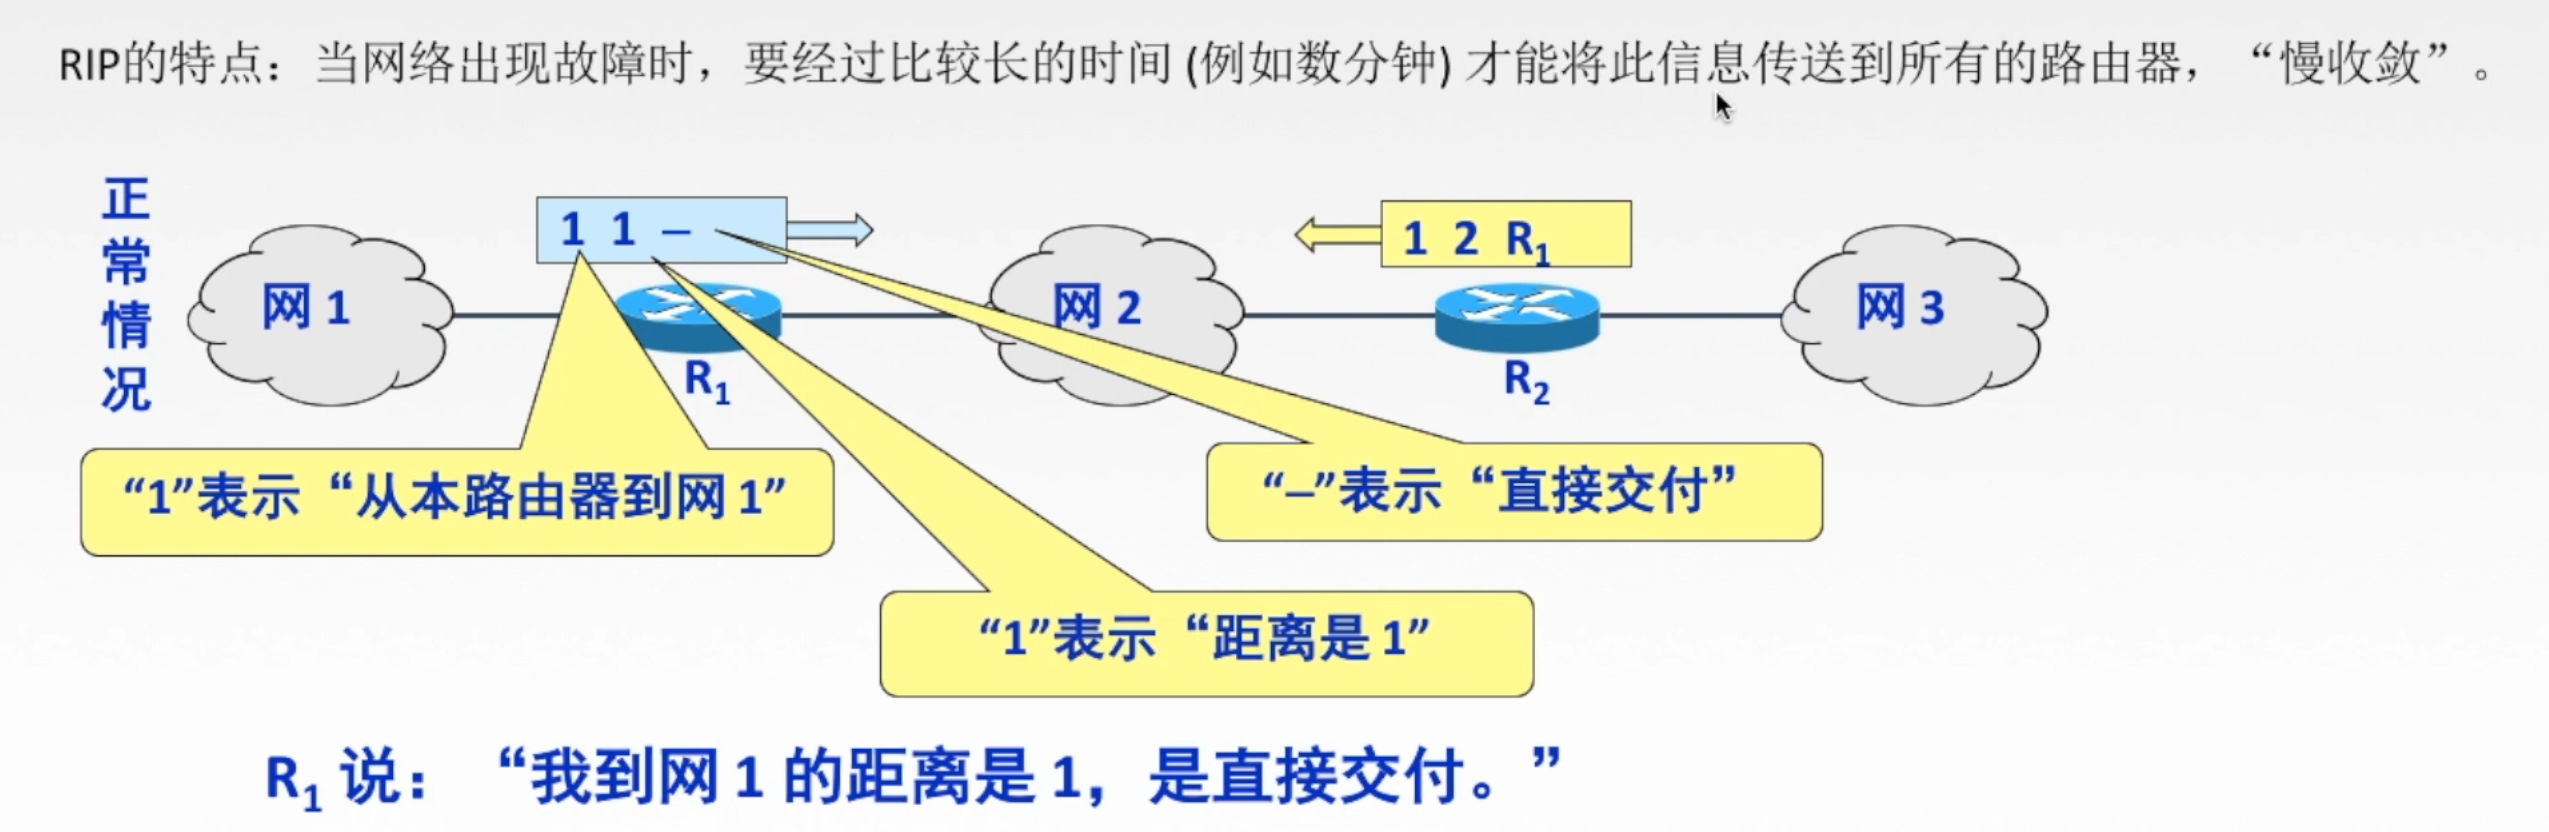 RIP的特点：当网络出现故障时，要经过比较长的时间 (例如数分钟) 才能将此信息传送到所有的路由器，“慢收敛”。
正常情况
1 1 –
1 2 R₁
网 1
网 2
网 3
R₁
R₂
“1”表示“从本路由器到网 1”
“–”表示“直接交付”
“1”表示“距离是 1”
R₁ 说：“我到网 1 的距离是 1，是直接交付。”